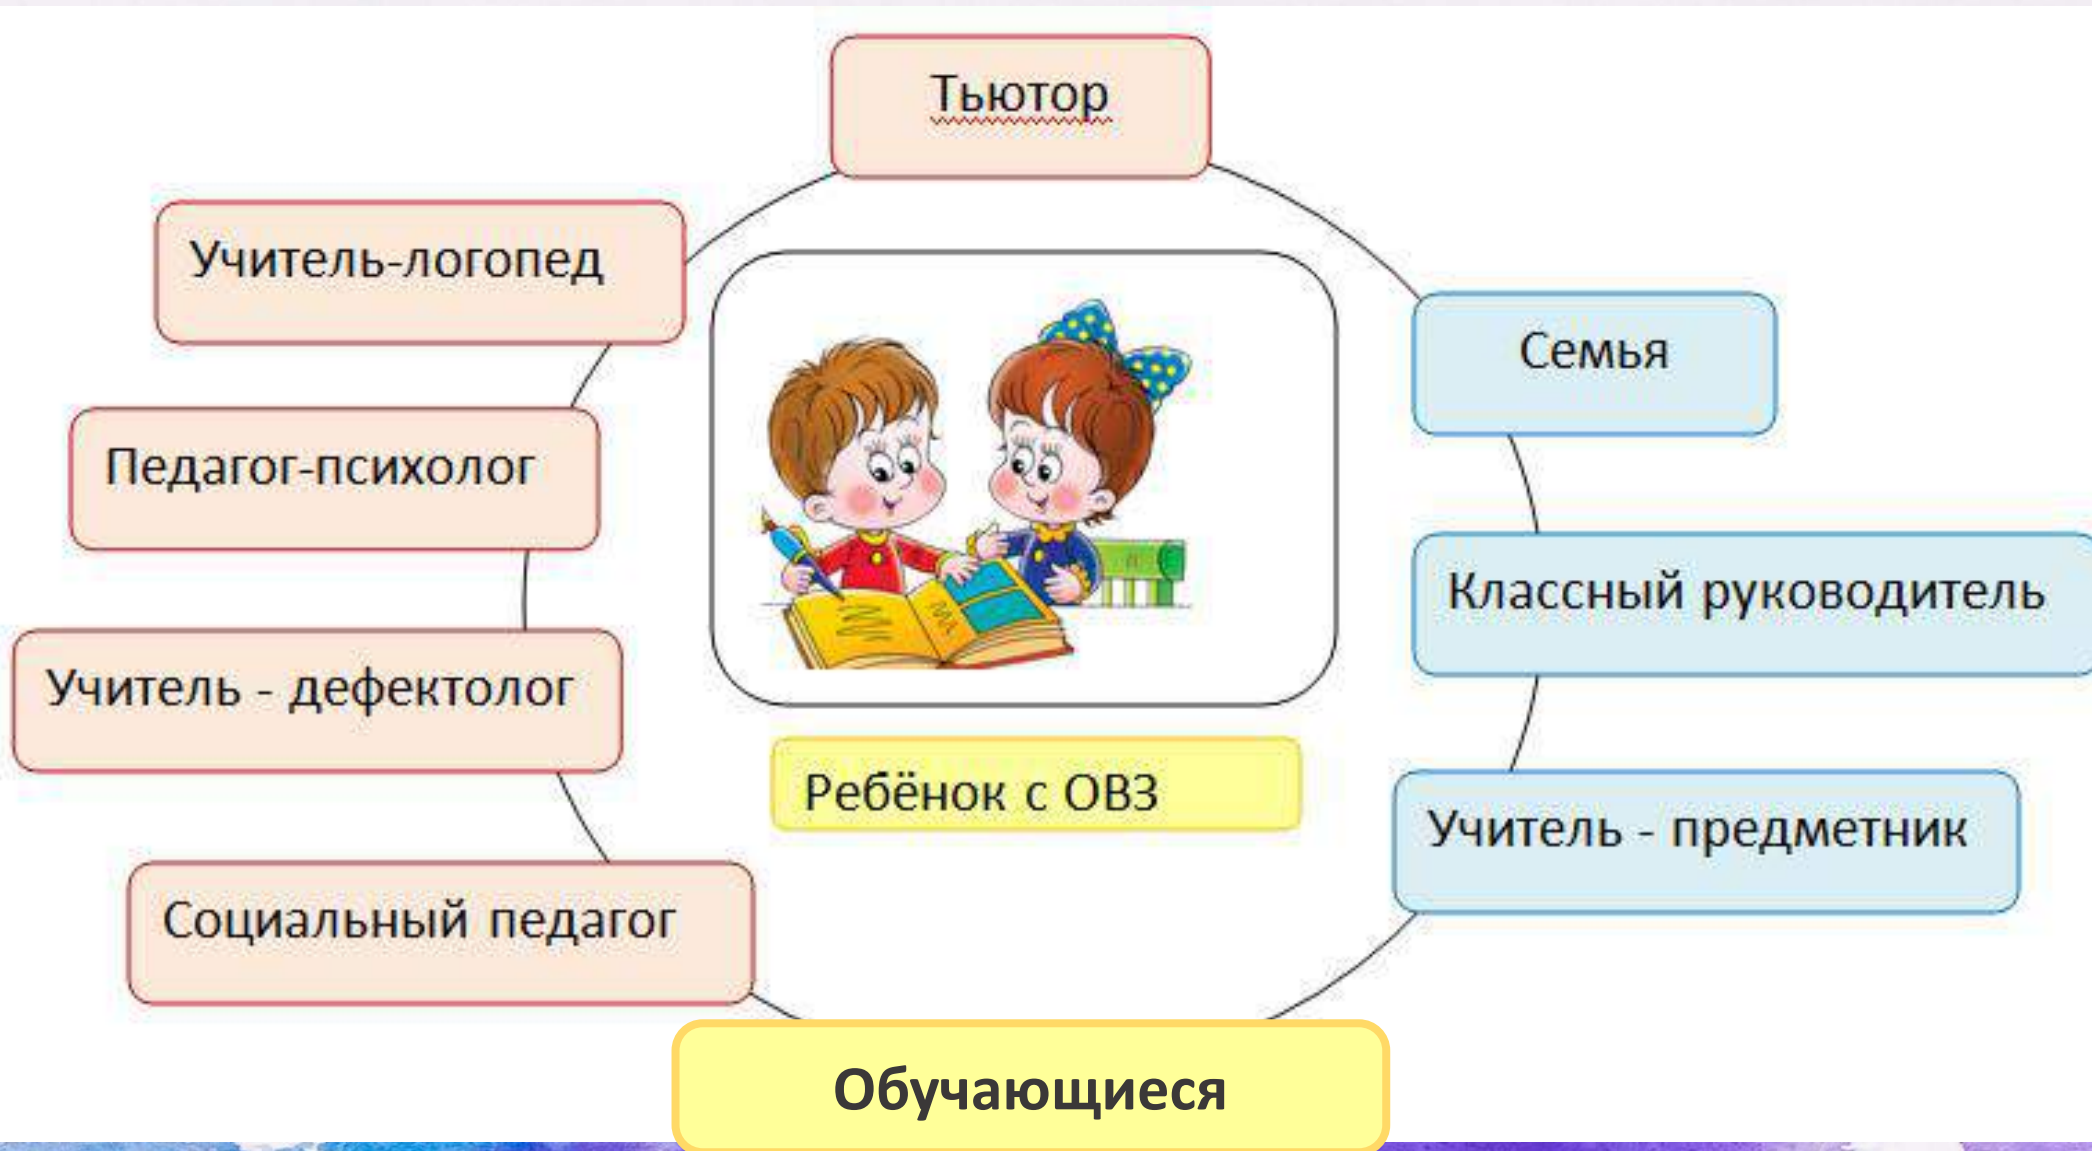 Тьютор
Учитель-логопед
Семья
Педагог-психолог
Классный руководитель
Учитель - дефектолог
Ребёнок с ОВЗ
Учитель - предметник
Социальный педагог
Обучающиеся